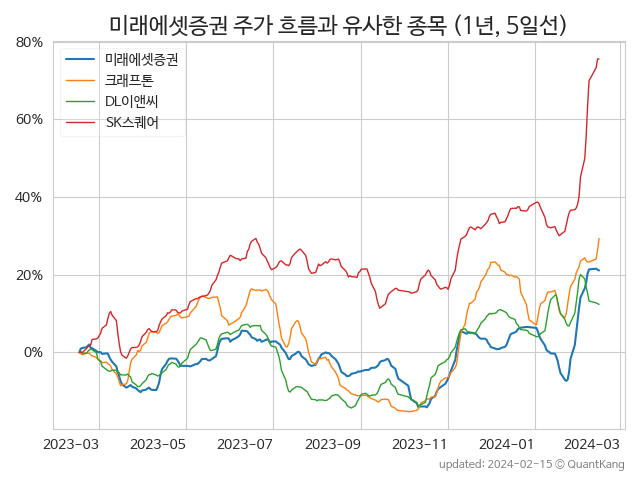 미래에셋증권 주가 흐름과 유사한 종목 (1년, 5일선)
80%
60%
40%
20%
0%
미래에셋증권
크래프톤
DL이앤씨
SK스퀘어
2023-03 2023-05 2023-07 2023-09 2023-11 2024-01 2024-03
updated: 2024-02-15 © QuantKang